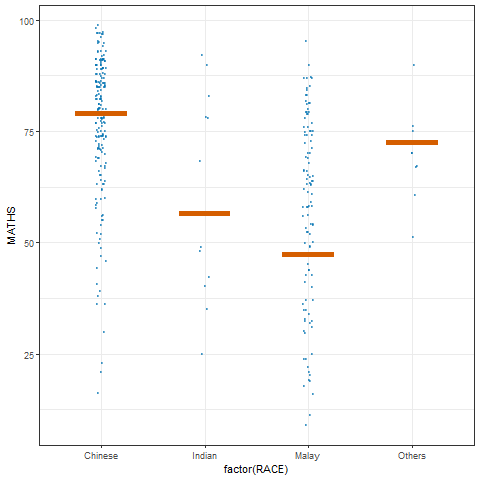 100
75
50
25
MATHS
Chinese
Indian
Malay
Others
factor(RACE)